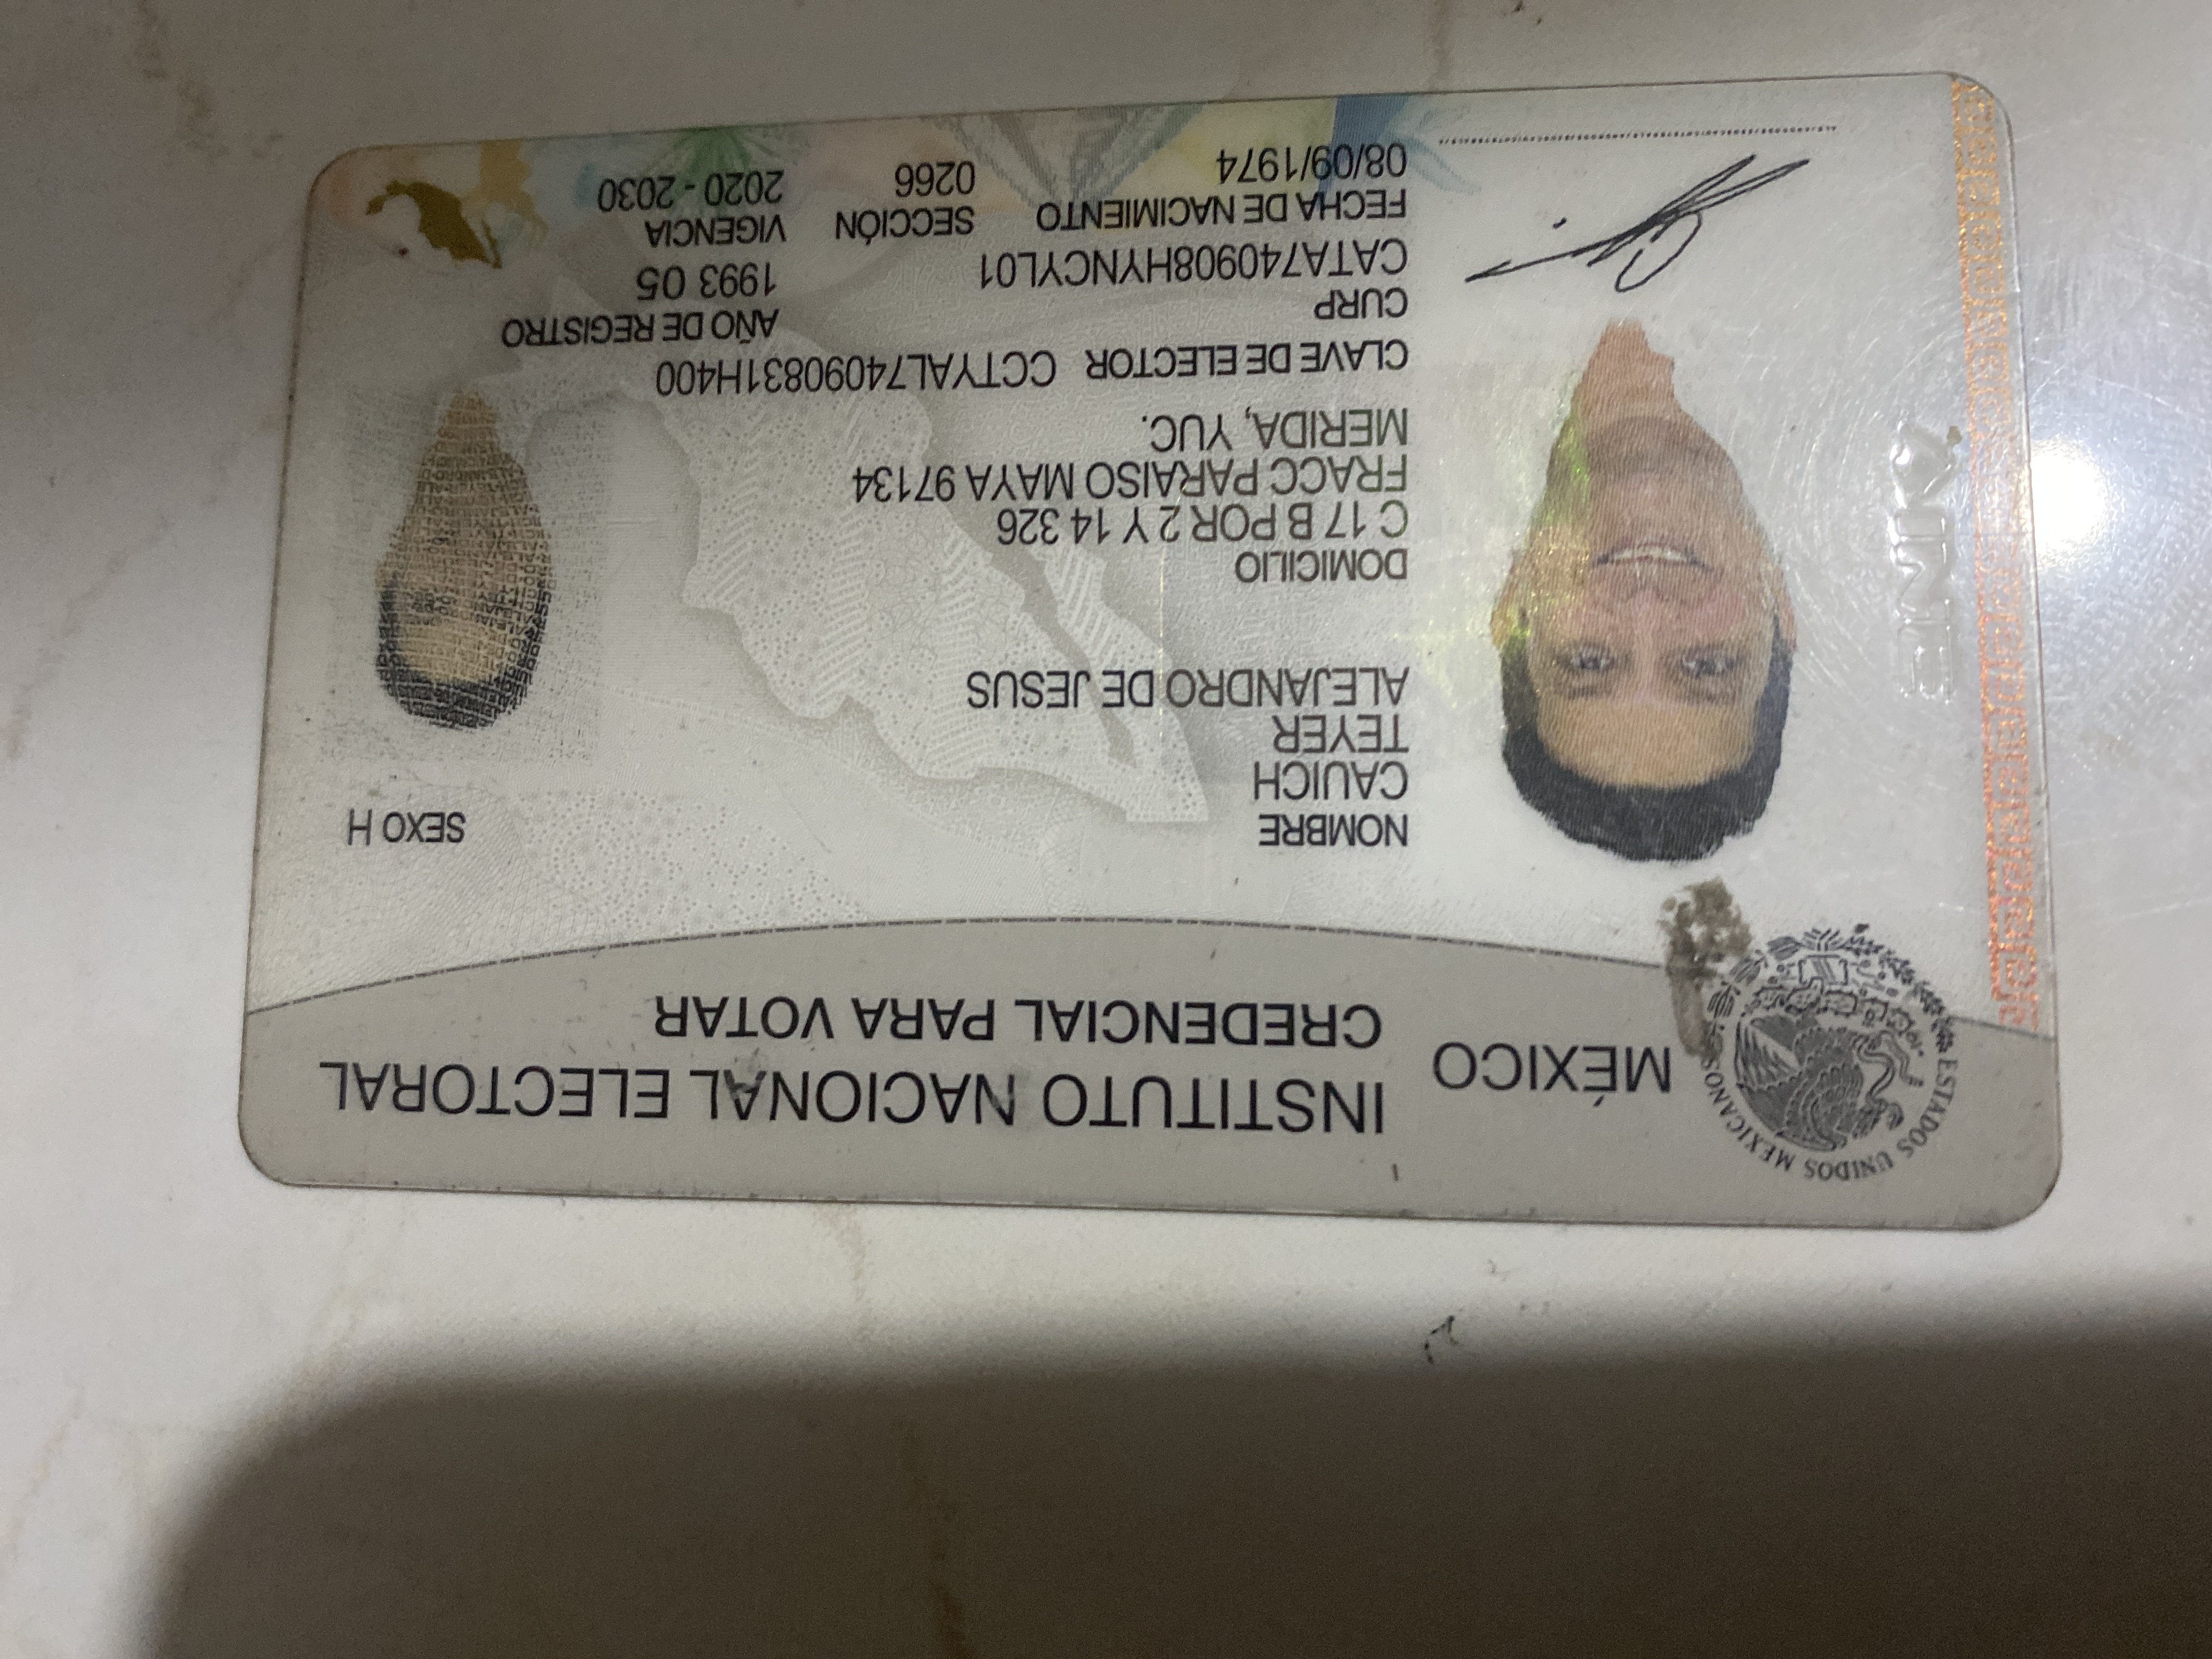 MÉXICO
INSTITUTO NACIONAL ELECTORAL
CREDENCIAL PARA VOTAR
ESTADOS UNIDOS MEXICANOS
NOMBRE
CAUICH
TEYER
ALEJANDRO DE JESUS
SEXO H
DOMICILIO
C 17 B POR 2 Y 14 326
FRACC PARAISO MAYA 97134
MERIDA, YUC.
CLAVE DE ELECTOR CCTYAL74090831H400
CURP
CATA740908HYNCYL01
AÑO DE REGISTRO
1993 05
FECHA DE NACIMIENTO
08/09/1974
SECCIÓN
0266
VIGENCIA
2020 - 2030
INE